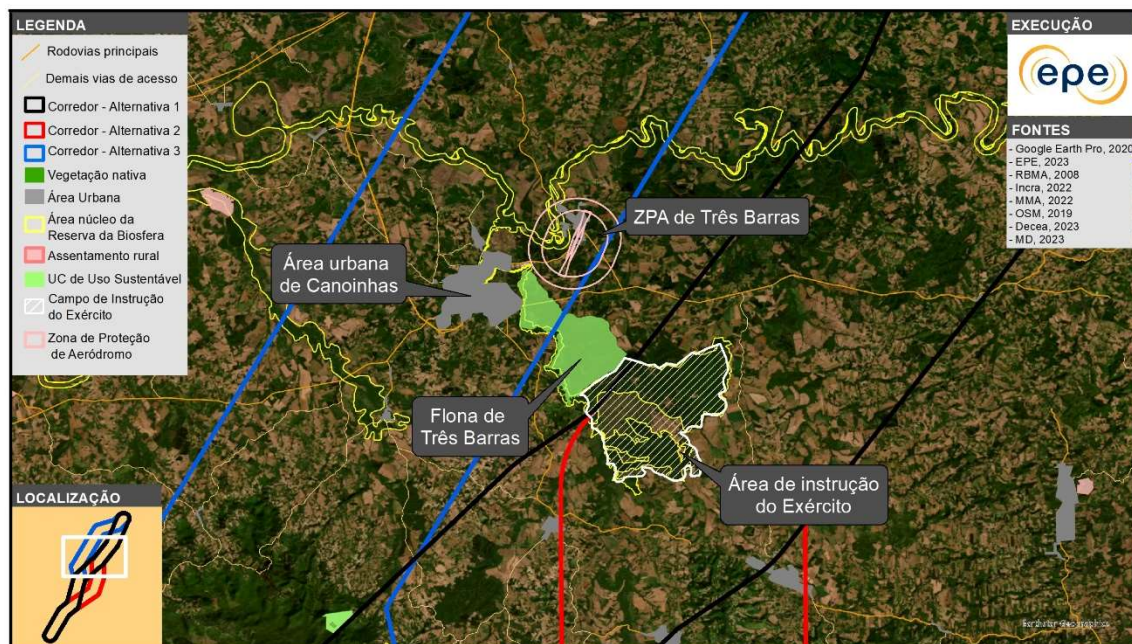 LEGENDA
Rodovias principais
Demais vias de acesso
Corredor - Alternativa 1
Corredor - Alternativa 2
Corredor - Alternativa 3
Vegetação nativa
Área Urbana
Área núcleo da
Reserva da Biosfera
Assentamento rural
UC de Uso Sustentável
Campo de Instrução
do Exército
Zona de Proteção
de Aeródromo
LOCALIZAÇÃO
ZPA de Três Barras
Área urbana
de Canoinhas
Flona de
Três Barras
Área de instrução
do Exército
EXECUÇÃO
epe
FONTES
- Google Earth Pro, 2020
- EPE, 2023
- RBMA, 2008
- Incra, 2022
- MMA, 2022
- OSM, 2019
- Decea, 2023
- MD, 2023
Earthstar Geographics